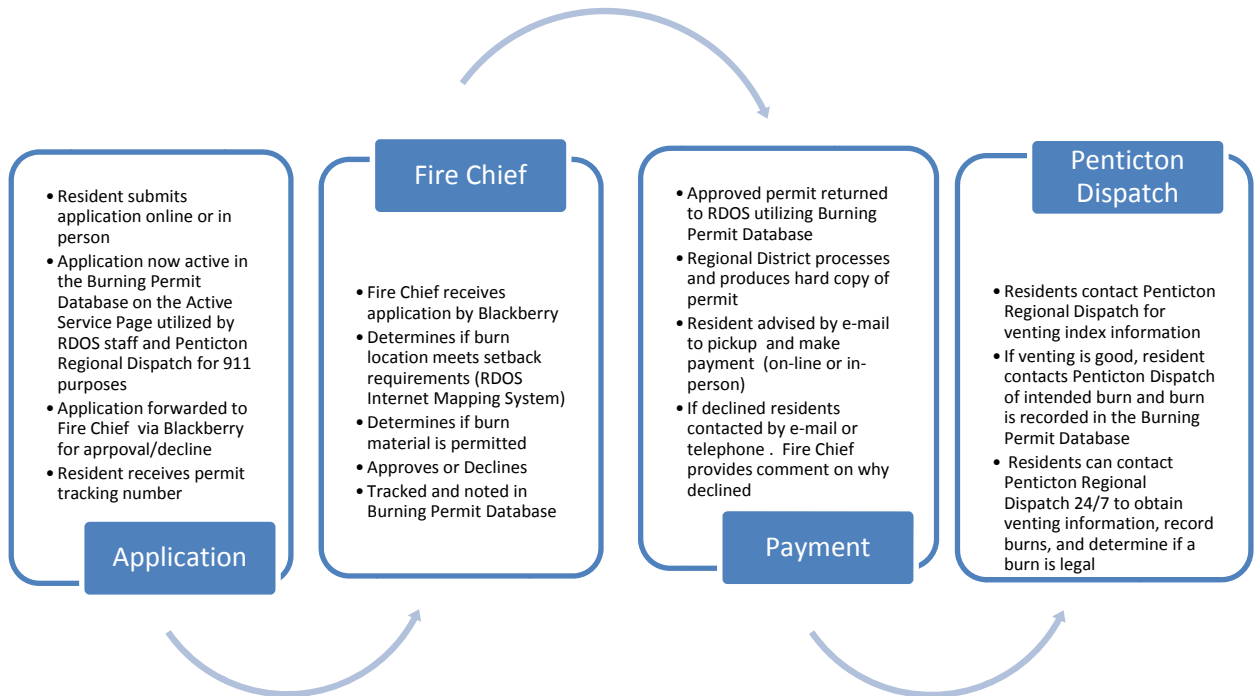 • Resident submits
application online or in
person
• Application now active in
the Burning Permit
Database on the Active
Service Page utilized by
RDOS staff and Penticton
Regional Dispatch for 911
purposes
• Application forwarded to
Fire Chief via Blackberry
for aprpoval/decline
• Resident receives permit
tracking number
Application
Fire Chief
• Fire Chief receives
application by Blackberry
• Determines if burn
location meets setback
requirements (RDOS
Internet Mapping System)
• Determines if burn
material is permitted
• Approves or Declines
• Tracked and noted in
Burning Permit Database
• Approved permit returned
to RDOS utilizing Burning
Permit Database
• Regional District processes
and produces hard copy of
permit
• Resident advised by e-mail
to pickup and make
payment (on-line or in-
person)
• If declined residents
contacted by e-mail or
telephone . Fire Chief
provides comment on why
declined
Payment
Penticton
Dispatch
• Residents contact Penticton
Regional Dispatch for
venting index information
• If venting is good, resident
contacts Penticton Dispatch
of intended burn and burn
is recorded in the Burning
Permit Database
• Residents can contact
Penticton Regional
Dispatch 24/7 to obtain
venting information, record
burns, and determine if a
burn is legal